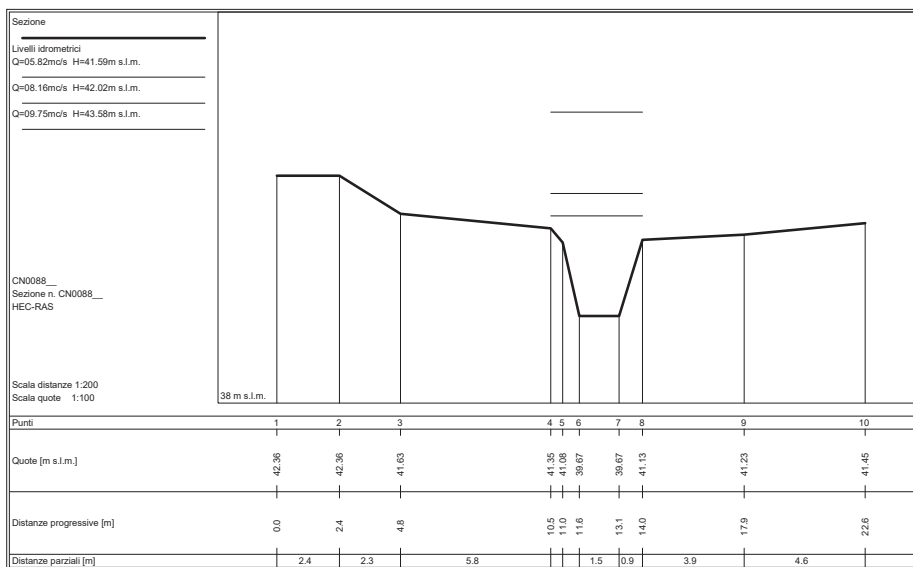 Sezione
Livelli idrometrici
Q=05.82mc/s H=41.59m s.l.m.
Q=08.16mc/s H=42.02m s.l.m.
Q=09.75mc/s H=43.58m s.l.m.
CN0088__
Sezione n. CN0088__
HEC-RAS
Scala distanze 1:200
Scala quote 1:100
38 m s.l.m.
Punti 1 2 3 4 5 6 7 8 9 10
Quote [m s.l.m.] 42.36 42.36 41.63 41.35 41.08 39.67 39.67 41.13 41.23 41.45
Distanze progressive [m] 0.0 2.4 4.8 10.5 11.0 11.6 13.1 14.0 17.9 22.6
Distanze parziali [m] 2.4 2.3 5.8 1.5 0.9 3.9 4.6